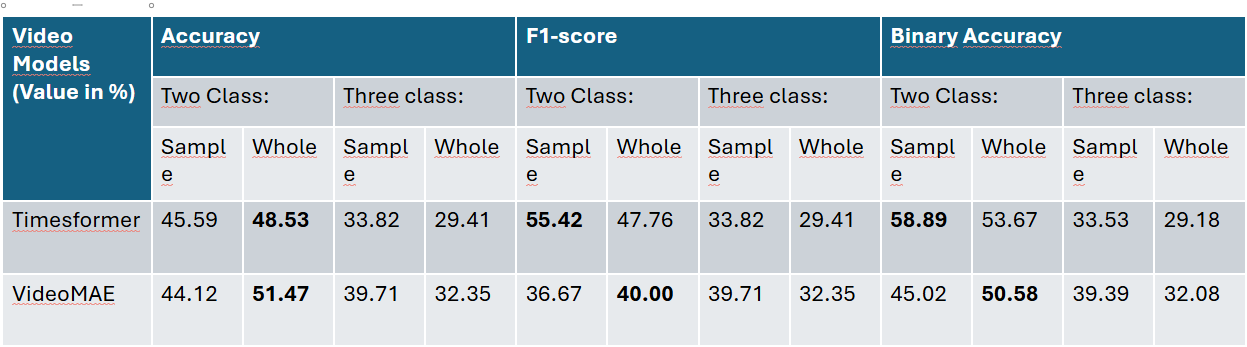 Video Models (Value in %) Accuracy F1-score Binary Accuracy
Two Class: Three class: Two Class: Three class: Two Class: Three class:
Sample Whole Sample Whole Sample Whole Sample Whole Sample Whole Sample Whole
Timesformer 45.59 48.53 33.82 29.41 55.42 47.76 33.82 29.41 58.89 53.67 33.53 29.18
VideoMAE 44.12 51.47 39.71 32.35 36.67 40.00 39.71 32.35 45.02 50.58 39.39 32.08